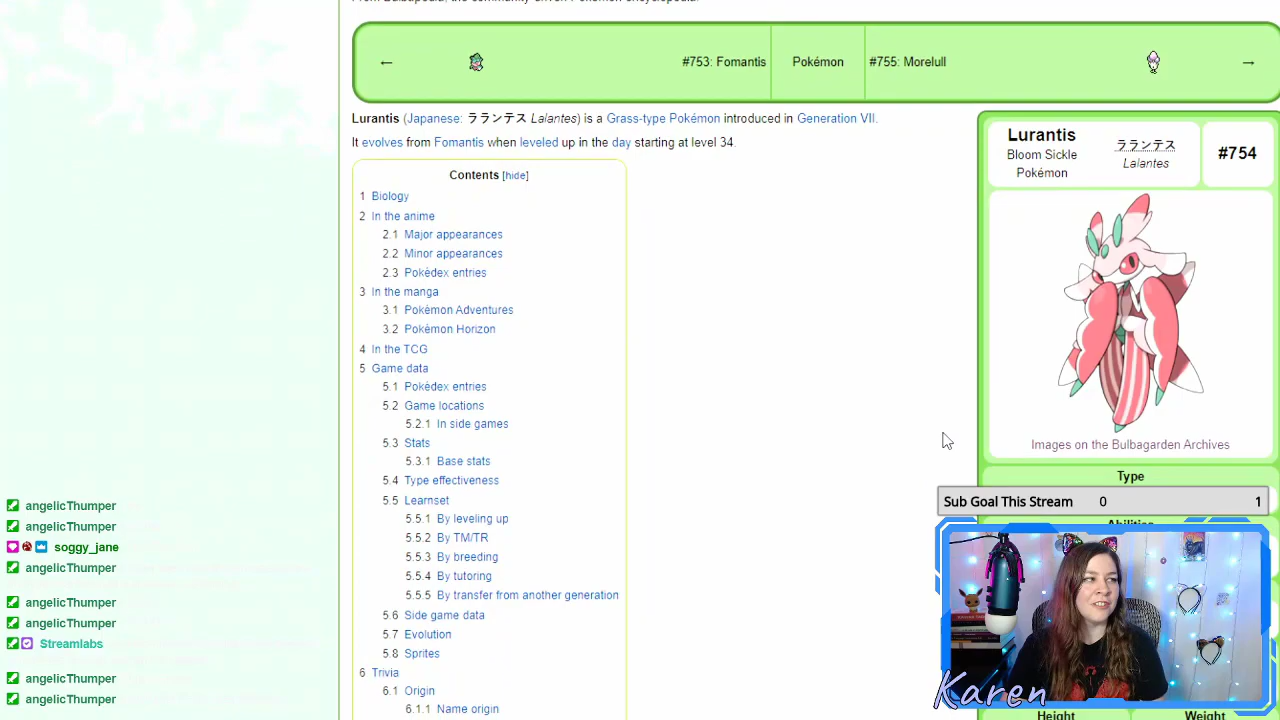 #753: Fomantis
Pokémon
#755: Morelull
Lurantis (Japanese: ラランテス Lalantes) is a Grass-type Pokémon introduced in Generation VII.
It evolves from Fomantis when leveled up in the day starting at level 34.
Contents [hide]
1 Biology
2 In the anime
2.1 Major appearances
2.2 Minor appearances
2.3 Pokédex entries
3 In the manga
3.1 Pokémon Adventures
3.2 Pokémon Horizon
4 In the TCG
5 Game data
5.1 Pokédex entries
5.2 Game locations
5.2.1 In side games
5.3 Stats
5.3.1 Base stats
5.4 Type effectiveness
5.5 Learnset
5.5.1 By leveling up
5.5.2 By TM/TR
5.5.3 By breeding
5.5.4 By tutoring
5.5.5 By transfer from another generation
5.6 Side game data
5.7 Evolution
5.8 Sprites
6 Trivia
6.1 Origin
6.1.1 Name origin
Lurantis
Bloom Sickle
Pokémon
ラランテス
Lalantes
#754
Images on the Bulbagarden Archives
Type
Sub Goal This Stream 0 1
Karen
Height Weight
angelicThumper
angelicThumper
soggy_jane
angelicThumper
angelicThumper
angelicThumper
Streamlabs
angelicThumper
angelicThumper